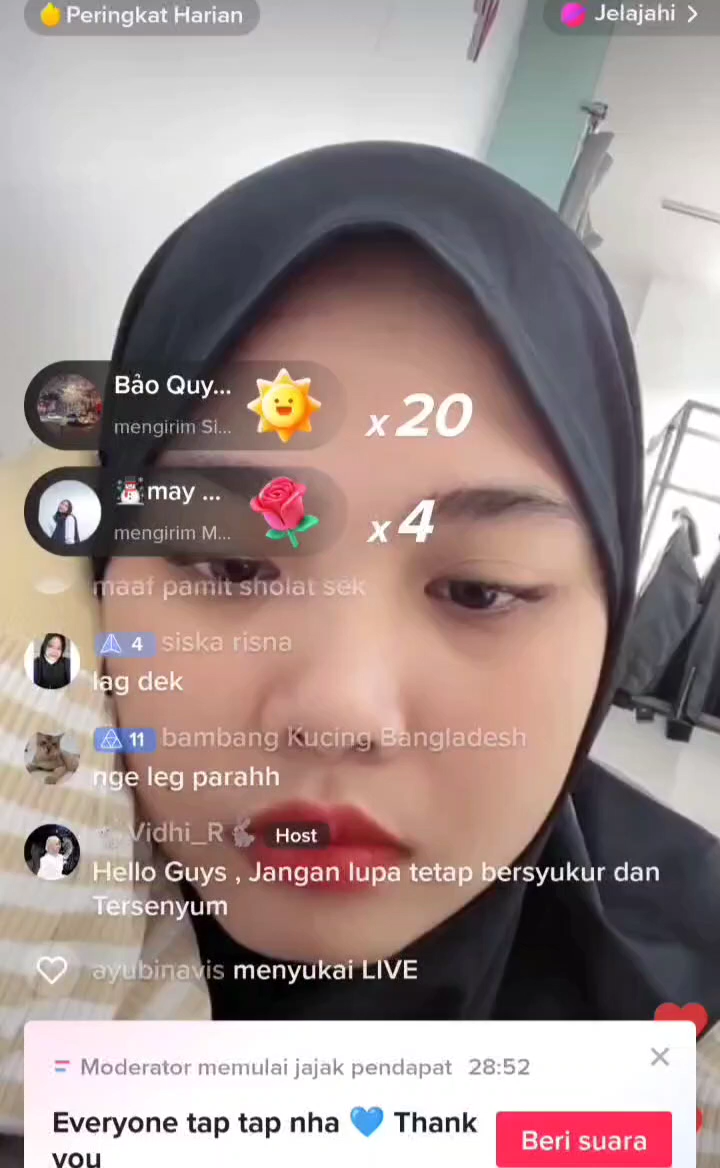 Peringkat Harian
Jelajahi >
Bảo Quy...
mengirim Si...
x 20
may ...
mengirim M...
x 4
maaf pamit sholat sek
4 siska risna
lag dek
11 bambang Kucing Bangladesh
nge leg parahh
Vidhi_R Host
Hello Guys , Jangan lupa tetap bersyukur dan
Tersenyum
ayubinavis menyukai LIVE
Moderator memulai jajak pendapat 28:52
Everyone tap tap nha 💙 Thank
you
Beri suara